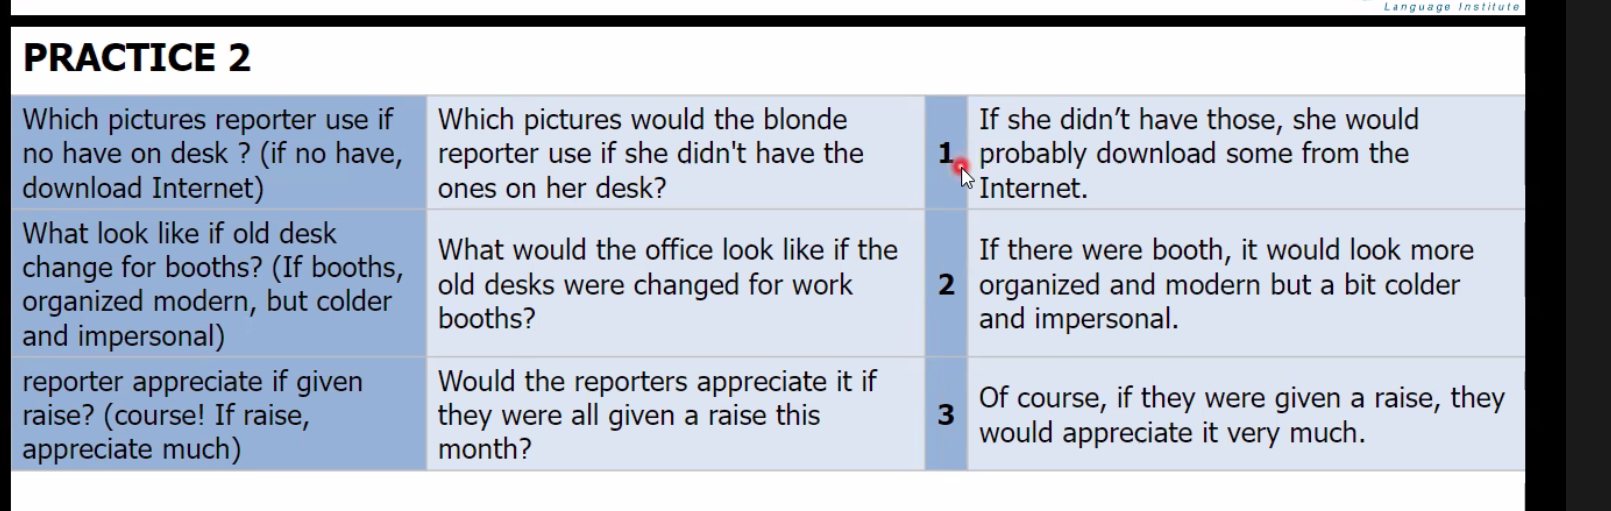 Language Institute
PRACTICE 2
Which pictures reporter use if
no have on desk ? (if no have,
download Internet)
Which pictures would the blonde
reporter use if she didn't have the
ones on her desk?
1
If she didn’t have those, she would
probably download some from the
Internet.
What look like if old desk
change for booths? (If booths,
organized modern, but colder
and impersonal)
What would the office look like if the
old desks were changed for work
booths?
2
If there were booth, it would look more
organized and modern but a bit colder
and impersonal.
reporter appreciate if given
raise? (course! If raise,
appreciate much)
Would the reporters appreciate it if
they were all given a raise this
month?
3
Of course, if they were given a raise, they
would appreciate it very much.